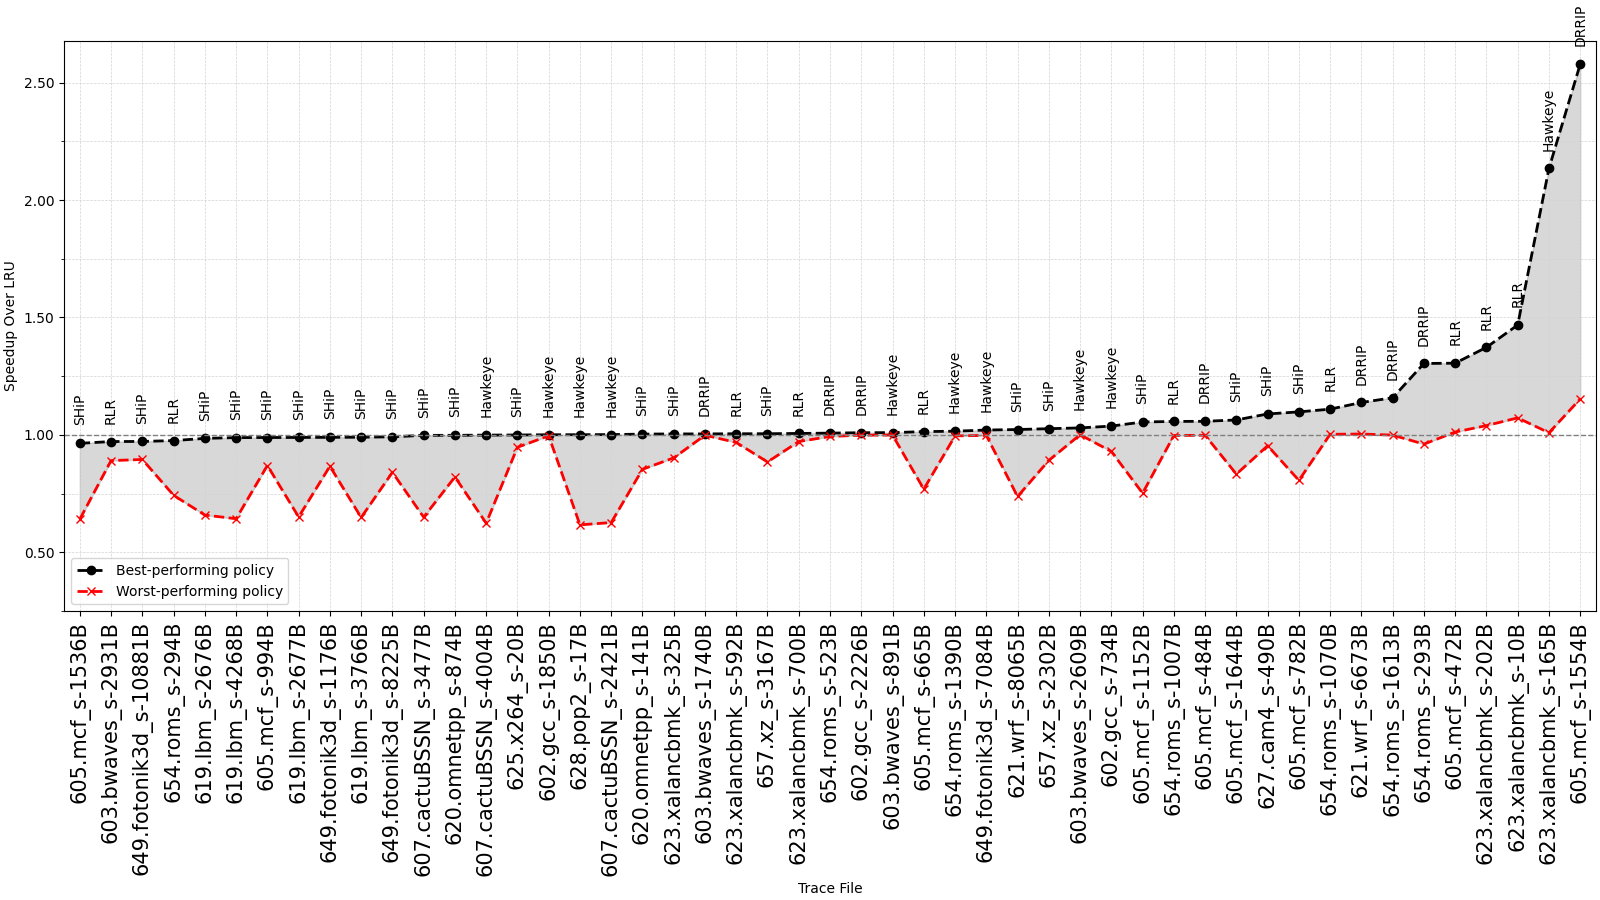 Speedup Over LRU
2.50
2.00
1.50
1.00
0.50
SHiP
RLR
SHiP
RLR
SHiP
SHiP
SHiP
SHiP
SHiP
SHiP
SHiP
SHiP
SHiP
Hawkeye
SHiP
Hawkeye
Hawkeye
Hawkeye
SHiP
SHiP
DRRIP
RLR
SHiP
RLR
DRRIP
DRRIP
Hawkeye
RLR
Hawkeye
Hawkeye
SHiP
SHiP
Hawkeye
Hawkeye
SHiP
RLR
DRRIP
SHiP
SHiP
SHiP
RLR
DRRIP
DRRIP
DRRIP
RLR
RLR
RLR
Hawkeye
DRRIP
Best-performing policy
Worst-performing policy
605.mcf_s-1536B
603.bwaves_s-2931B
649.fotonik3d_s-10881B
654.roms_s-294B
619.lbm_s-2676B
619.lbm_s-4268B
605.mcf_s-994B
619.lbm_s-2677B
649.fotonik3d_s-1176B
619.lbm_s-3766B
649.fotonik3d_s-8225B
607.cactuBSSN_s-3477B
620.omnetpp_s-874B
607.cactuBSSN_s-4004B
625.x264_s-20B
602.gcc_s-1850B
628.pop2_s-17B
607.cactuBSSN_s-2421B
620.omnetpp_s-141B
623.xalancbmk_s-325B
603.bwaves_s-1740B
623.xalancbmk_s-592B
657.xz_s-3167B
623.xalancbmk_s-700B
654.roms_s-523B
602.gcc_s-2226B
603.bwaves_s-891B
605.mcf_s-665B
654.roms_s-1390B
649.fotonik3d_s-7084B
621.wrf_s-8065B
657.xz_s-2302B
603.bwaves_s-2609B
602.gcc_s-734B
605.mcf_s-1152B
654.roms_s-1007B
605.mcf_s-484B
605.mcf_s-1644B
627.cam4_s-490B
605.mcf_s-782B
654.roms_s-1070B
621.wrf_s-6673B
654.roms_s-1613B
654.roms_s-293B
605.mcf_s-472B
623.xalancbmk_s-202B
623.xalancbmk_s-10B
623.xalancbmk_s-165B
605.mcf_s-1554B
Trace File